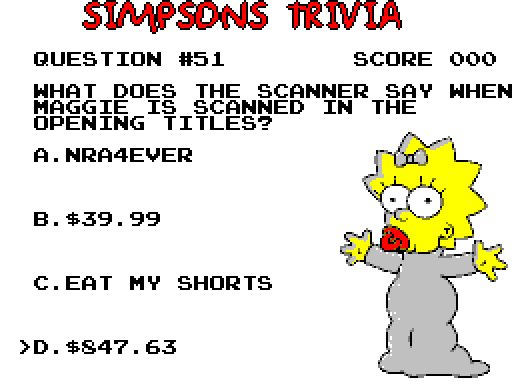 SIMPSONS TRIVIA
QUESTION #51 SCORE 000
WHAT DOES THE SCANNER SAY WHEN
MAGGIE IS SCANNED IN THE
OPENING TITLES?
A.NRA4EVER
B.$39.99
C.EAT MY SHORTS
>D.$847.63